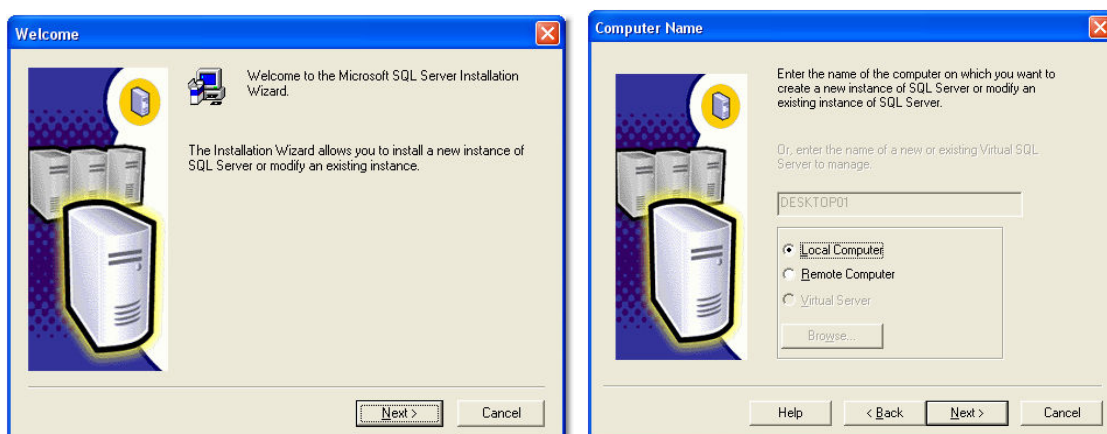 Welcome
Welcome to the Microsoft SQL Server Installation
Wizard.
The Installation Wizard allows you to install a new instance of
SQL Server or modify an existing instance.
Next >
Cancel
Computer Name
Enter the name of the computer on which you want to
create a new instance of SQL Server or modify an
existing instance of SQL Server.
Or, enter the name of a new or existing Virtual SQL
Server to manage.
DESKTOP01
Local Computer
Remote Computer
Virtual Server
Browse...
Help
< Back
Next >
Cancel